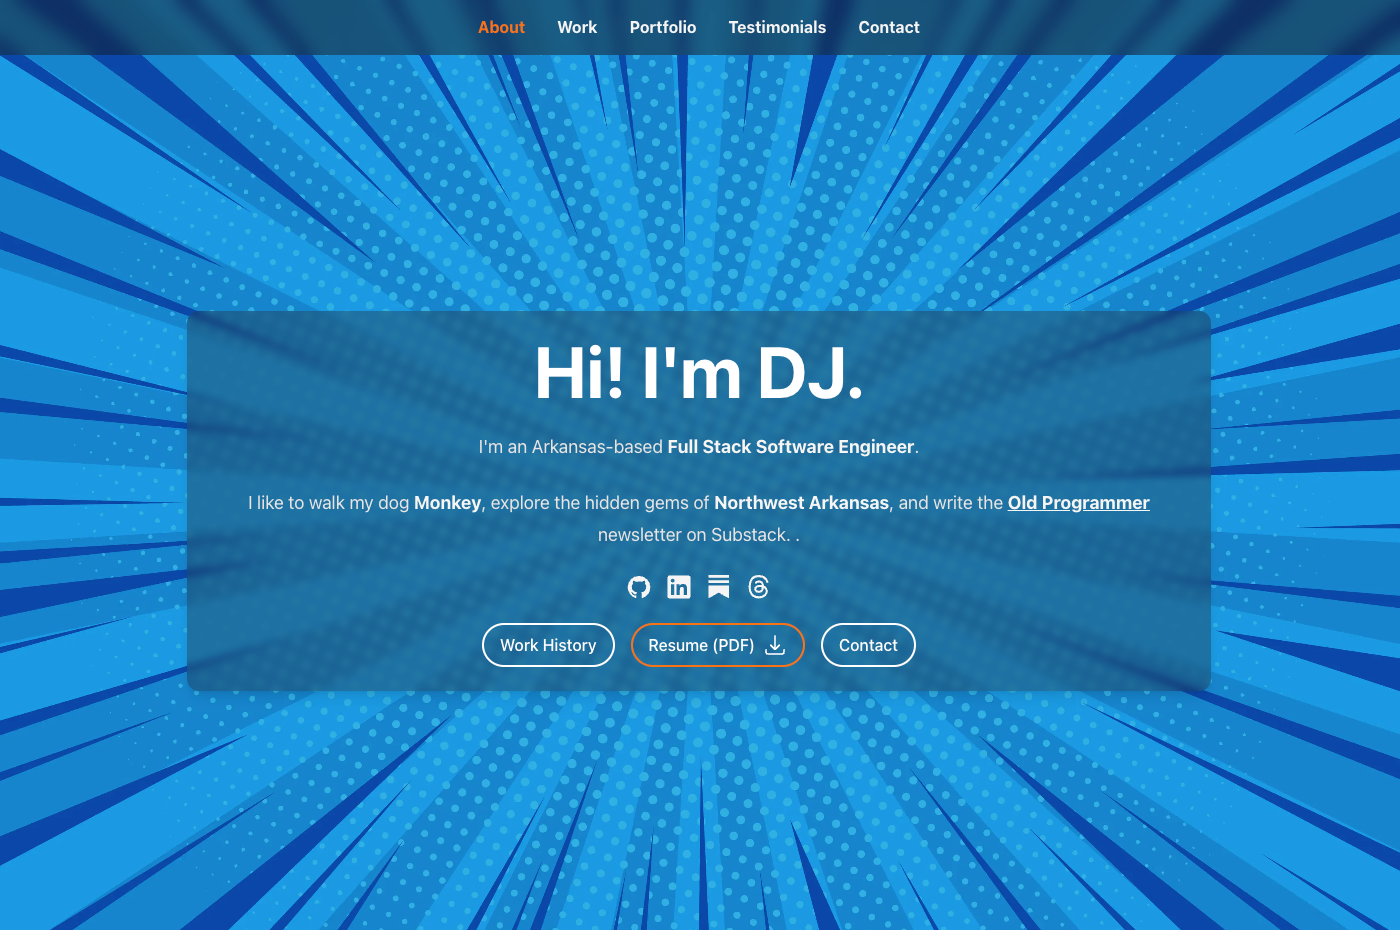 About Work Portfolio Testimonials Contact
Hi! I'm DJ.
I'm an Arkansas-based Full Stack Software Engineer.
I like to walk my dog Monkey, explore the hidden gems of Northwest Arkansas, and write the Old Programmer
newsletter on Substack. .
in
Work History Resume (PDF) Contact